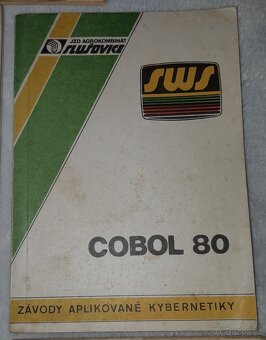 JZD AGROKOMBINÁT
SLUŠOVICE
SWS
COBOL 80
ZÁVODY APLIKOVANÉ KYBERNETIKY